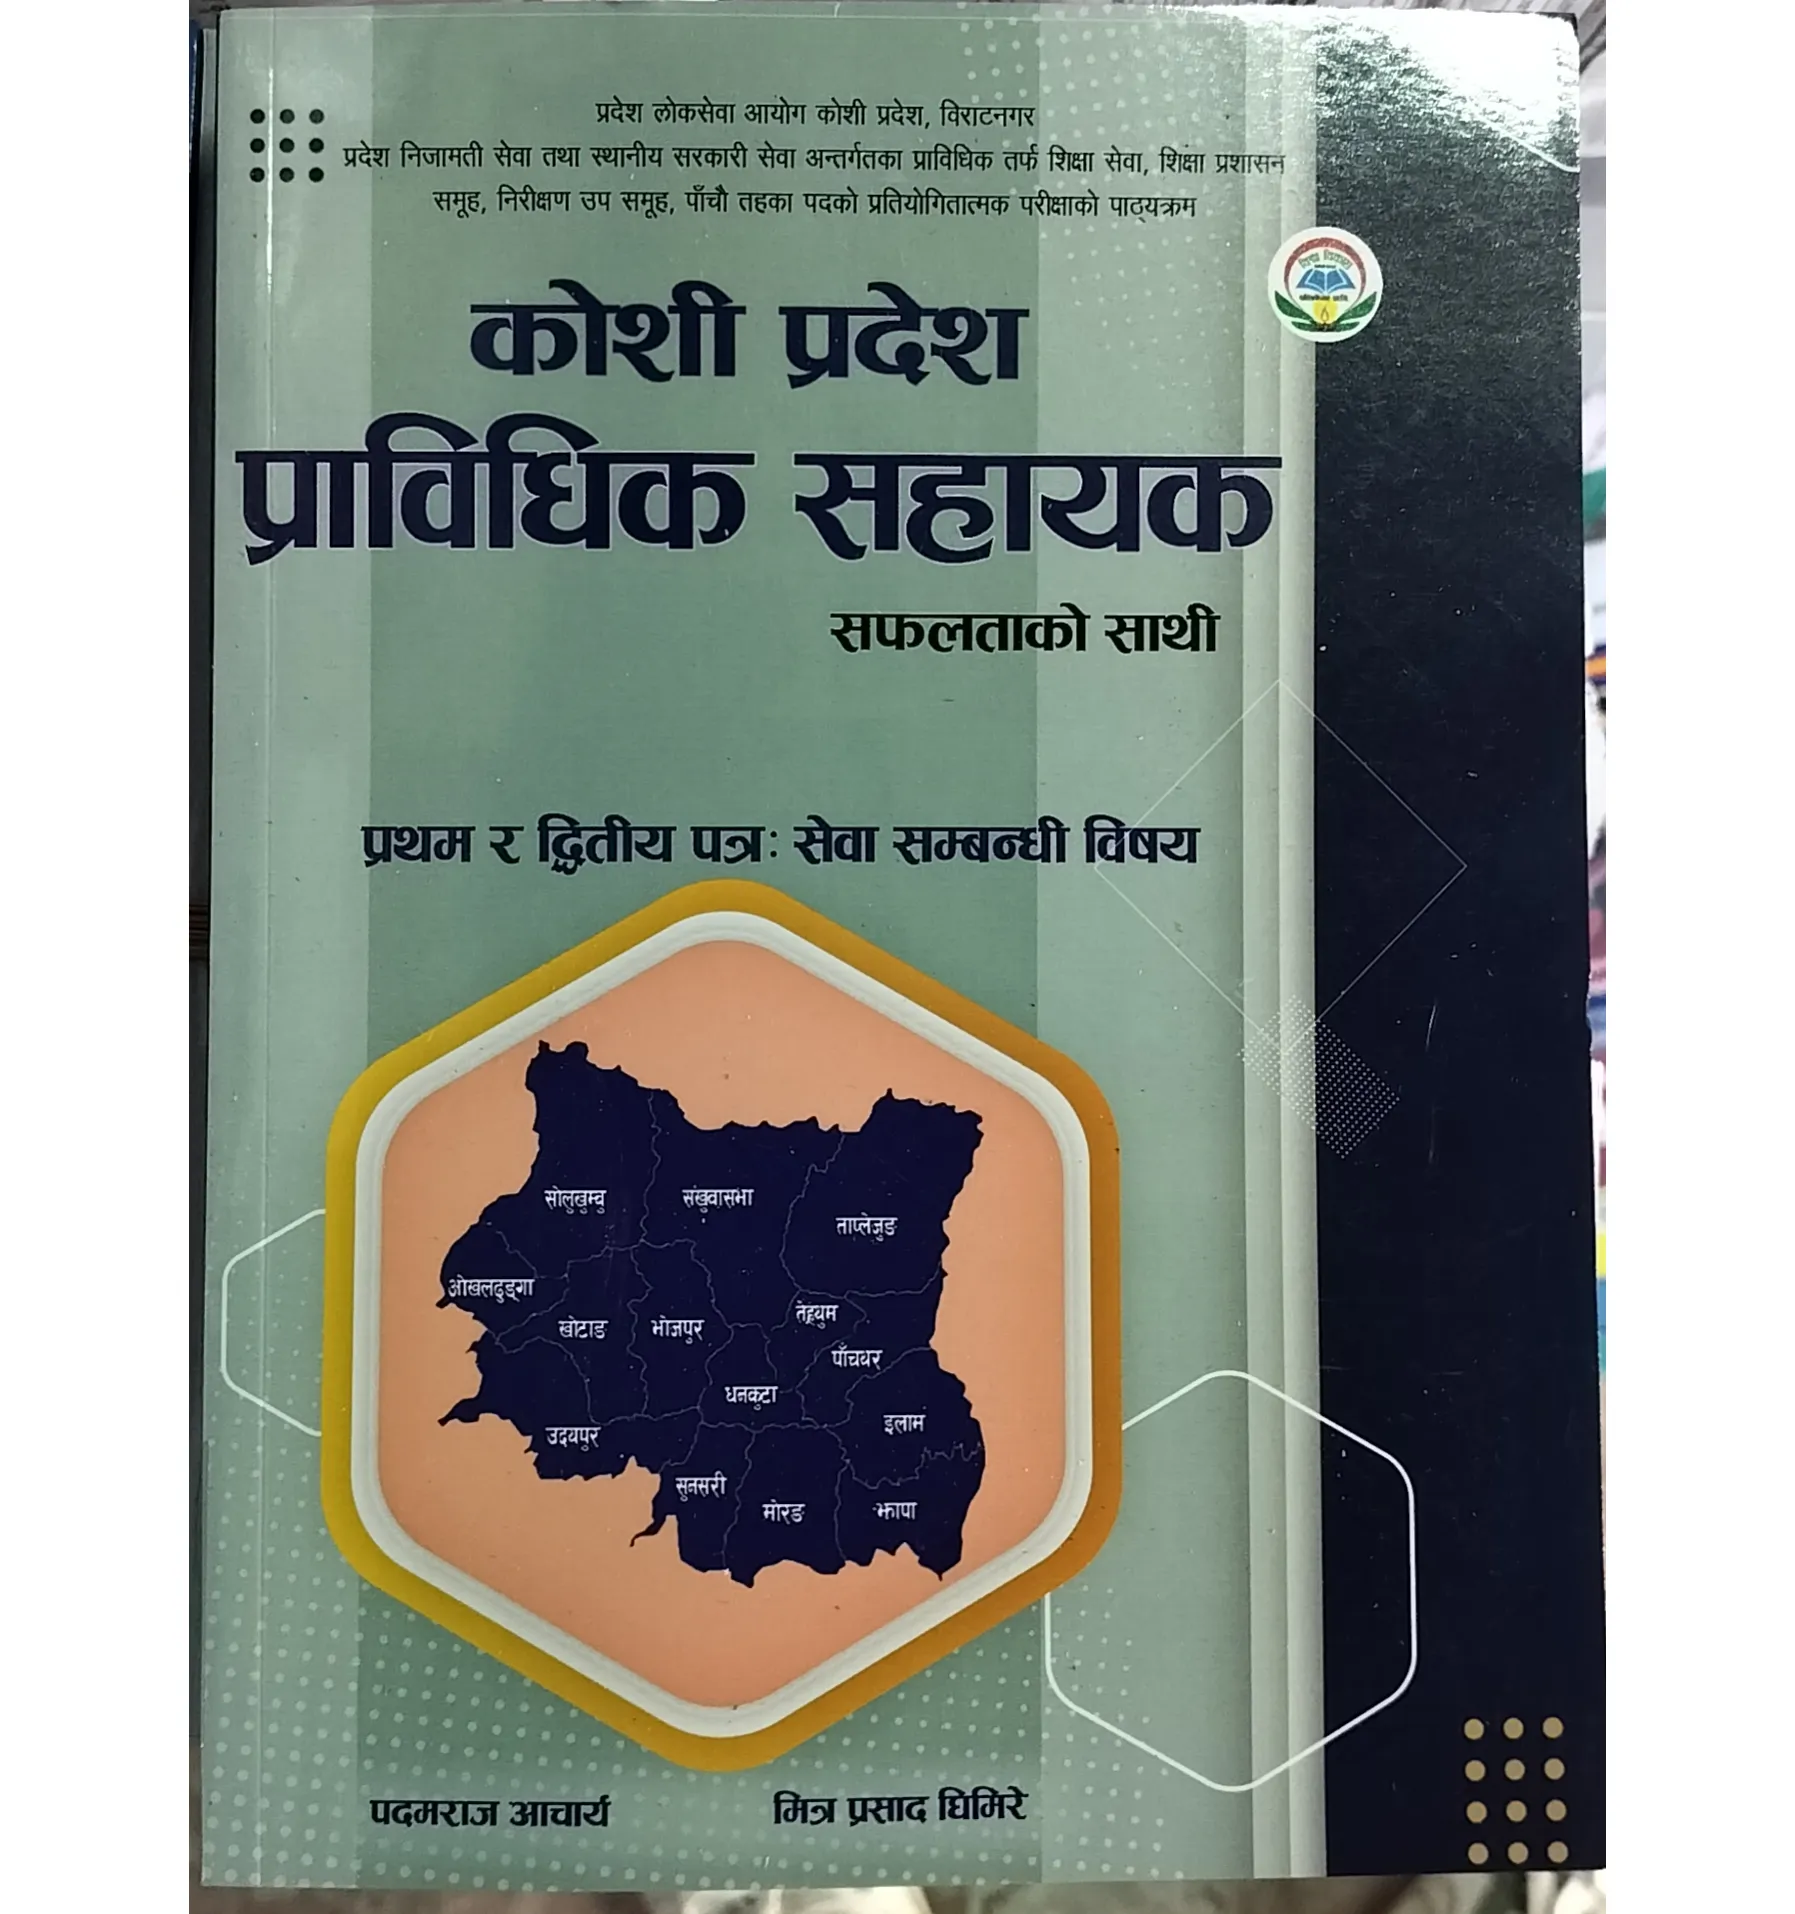 प्रदेश लोकसेवा आयोग कोशी प्रदेश, विराटनगर
प्रदेश निजामती सेवा तथा स्थानीय सरकारी सेवा अन्तर्गतका प्राविधिक तर्फ शिक्षा सेवा, शिक्षा प्रशासन
समूह, निरीक्षण उप समूह, पाँचौ तहका पदको प्रतियोगितात्मक परीक्षाको पाठ्यक्रम
कोशी प्रदेश
प्राविधिक सहायक
सफलताको साथी
प्रथम र द्वितीय पत्र: सेवा सम्बन्धी विषय
सोलुखुम्बु
संखुवासभा
ताप्लेजुङ
ओखलढुङ्गा
खोटाङ
भोजपुर
तेह्रथुम
पाँचथर
धनकुटा
इलाम
उदयपुर
सुनसरी
मोरङ
झापा
पदमराज आचार्य
मित्र प्रसाद घिमिरे